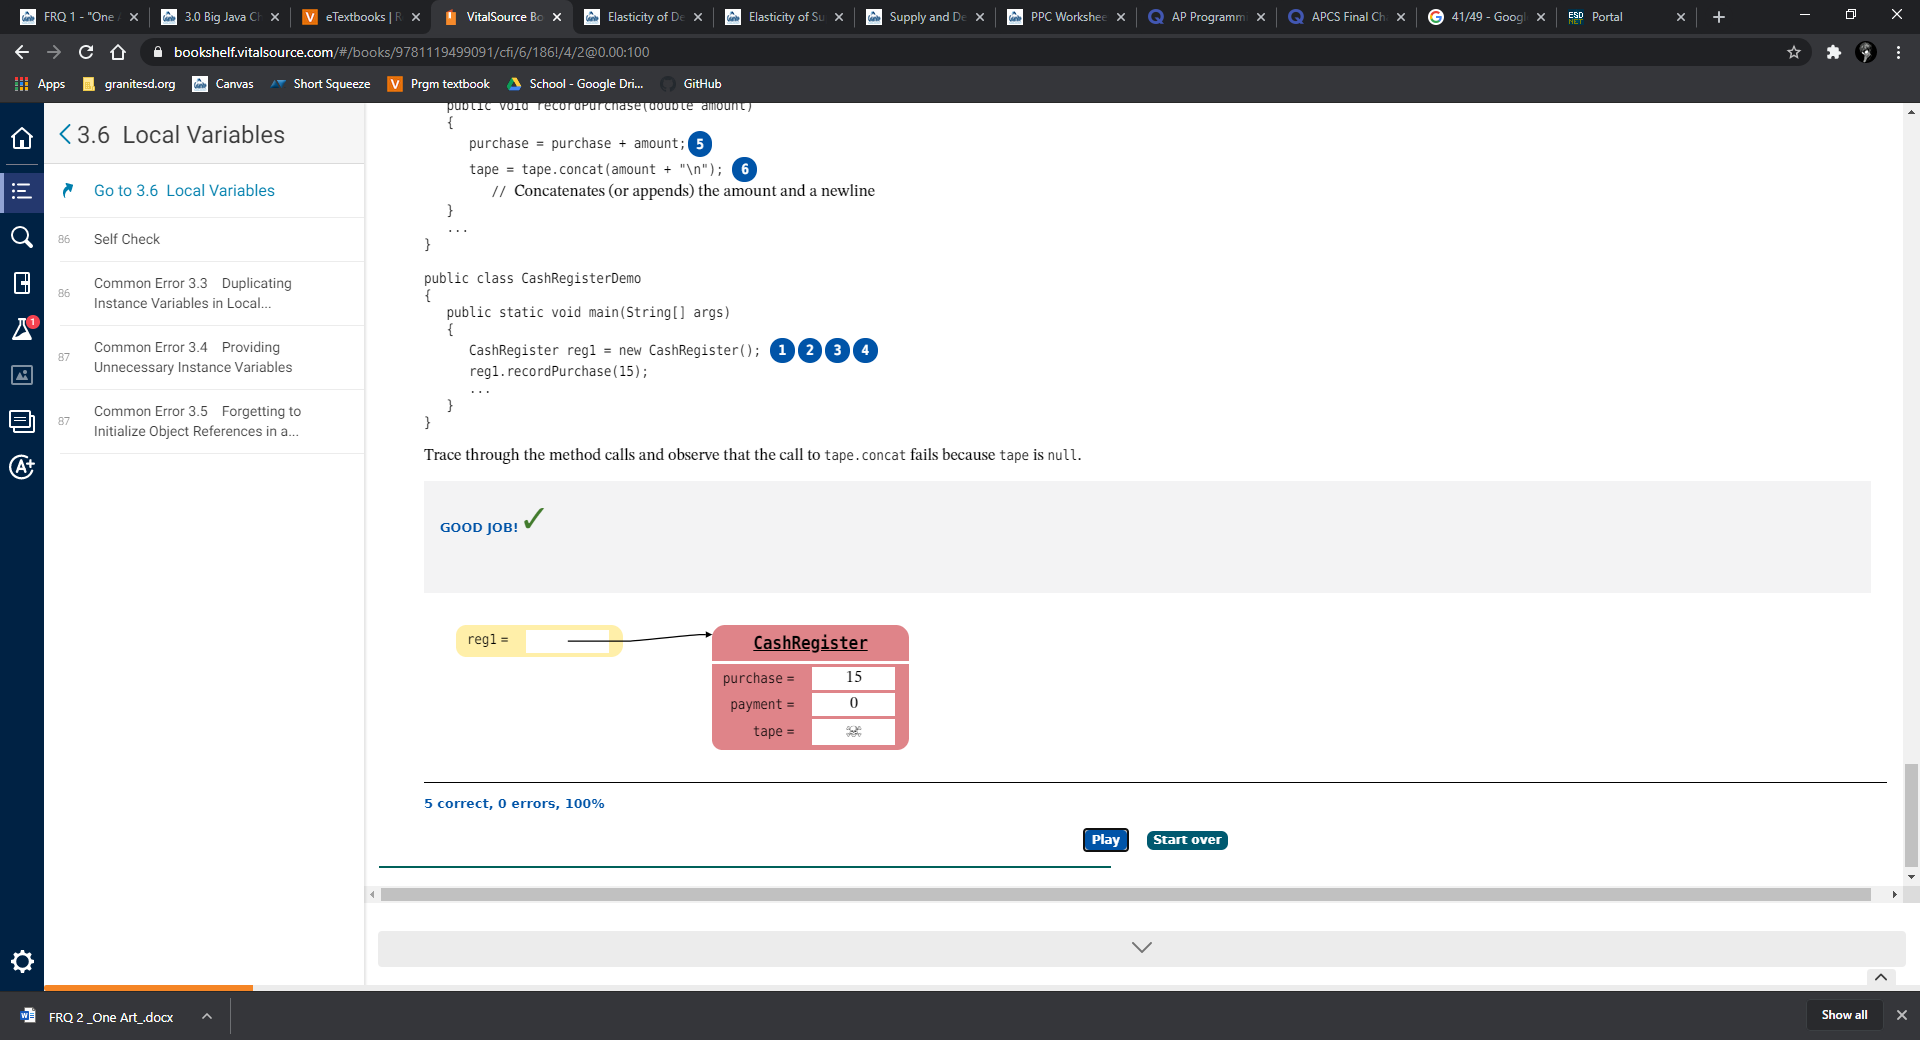 FRQ 1 - "One A
3.0 Big Java Ch
eTextbooks | R
VitalSource Bo
Elasticity of De
Elasticity of Su
Supply and De
PPC Workshee
AP Programmi
APCS Final Ch
41/49 - Googl
Portal
bookshelf.vitalsource.com/#/books/9781119499091/cfi/6/186!/4/2@0.00:100
Apps
granitesd.org
Canvas
Short Squeeze
Prgm textbook
School - Google Dri...
GitHub
3.6 Local Variables
Go to 3.6 Local Variables
86 Self Check
86 Common Error 3.3 Duplicating
Instance Variables in Local...
87 Common Error 3.4 Providing
Unnecessary Instance Variables
87 Common Error 3.5 Forgetting to
Initialize Object References in a...
1
A+
public void recordPurchase(double amount)
{
purchase = purchase + amount; 5
tape = tape.concat(amount + "\n"); 6
// Concatenates (or appends) the amount and a newline
}
...
}
public class CashRegisterDemo
{
public static void main(String[] args)
{
CashRegister reg1 = new CashRegister(); 1 2 3 4
reg1.recordPurchase(15);
...
}
}
Trace through the method calls and observe that the call to tape.concat fails because tape is null.
GOOD JOB!
reg1 =
CashRegister
purchase = 15
payment = 0
tape =
5 correct, 0 errors, 100%
Play
Start over
FRQ 2 _One Art_.docx
Show all